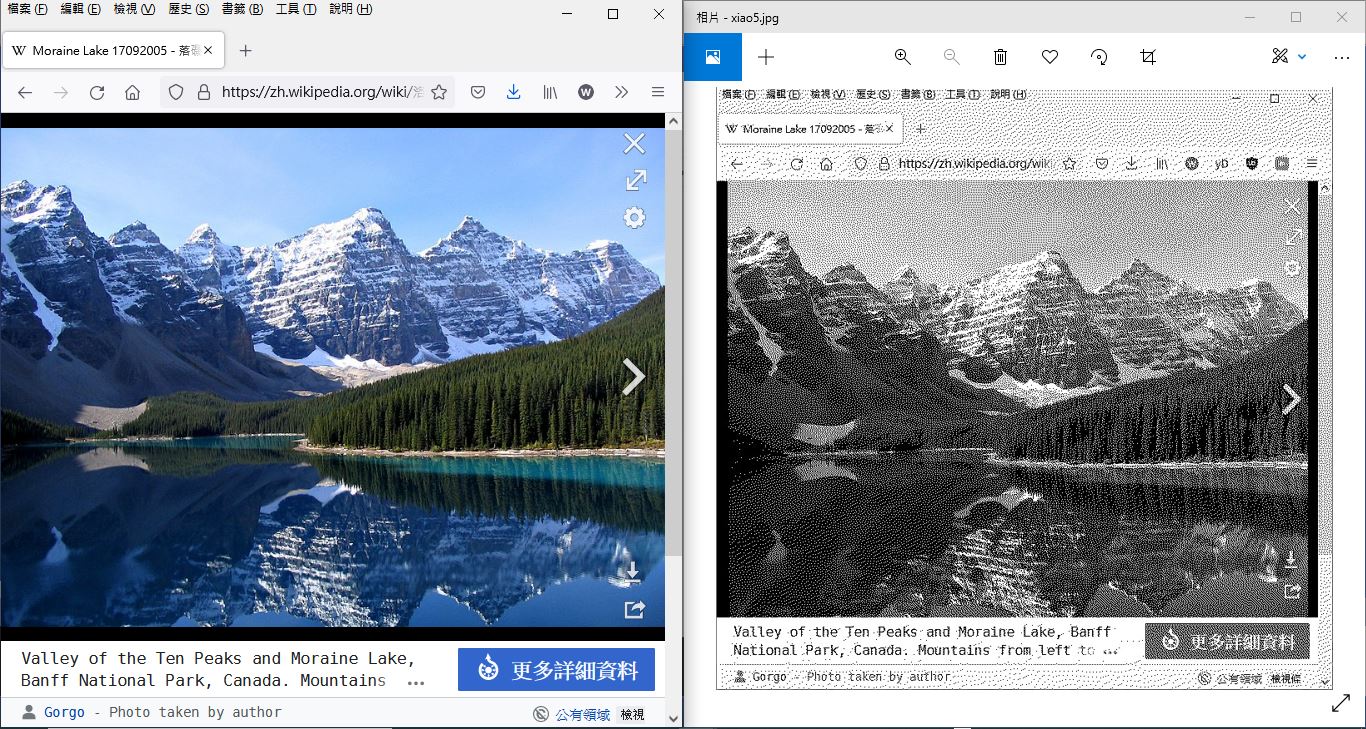 檔案 (F) 編輯 (E) 檢視 (V) 歷史 (S) 書籤 (B) 工具 (T) 說明 (H)
W Moraine Lake 17092005 - 落
https://zh.wikipedia.org/wiki/
Valley of the Ten Peaks and Moraine Lake,
Banff National Park, Canada. Mountains ...
更多詳細資料
Gorgo - Photo taken by author
公有領域 檢視
相片 - xiao5.jpg
檔案 (F) 編輯 (E) 檢視 (V) 歷史 (S) 書籤 (B) 工具 (T) 說明 (H)
W Moraine Lake 17092005 - 落
https://zh.wikipedia.org/wik
W yD
Valley of the Ten Peaks and Moraine Lake, Banff
National Park, Canada. Mountains from left to ...
更多詳細資料
Gorgo - Photo taken by author
公有領域 檢視條